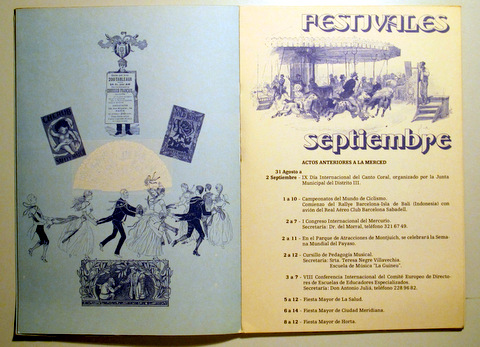 FESTIVALES
septiembre
ACTOS ANTERIORES A LA MERCED
31 Agosto a
2 Septiembre - IX Día Internacional del Canto Coral, organizado por la Junta
Municipal del Distrito III.
1 a 10 - Campeonatos del Mundo de Ciclismo.
Comienzo del Rallye Barcelona-Isla de Bali (Indonesia) con
avión del Real Aéreo Club Barcelona Sabadell.
2 a 7 - I Congreso Internacional del Mercurio.
Secretaría: Dr. del Morral, teléfono 321 87 49.
2 a 11 - En el Parque de Atracciones de Montjuich, se celebrará la Semana
Mundial del Payaso.
2 a 12 - Cursillo de Pedagogía Musical.
Secretaría: Srta. Teresa Negre Villavechia.
Escuela de Música "La Guineu".
3 a 7 - VIII Conferencia Internacional del Comité Europeo de Directores
de Escuelas de Educadores Especializados.
Secretaría: Don Antonio Juliá, teléfono 228 96 82.
5 a 12 - Fiesta Mayor de La Salud.
6 a 14 - Fiesta Mayor de Ciudad Meridiana.
8 a 12 - Fiesta Mayor de Horta.